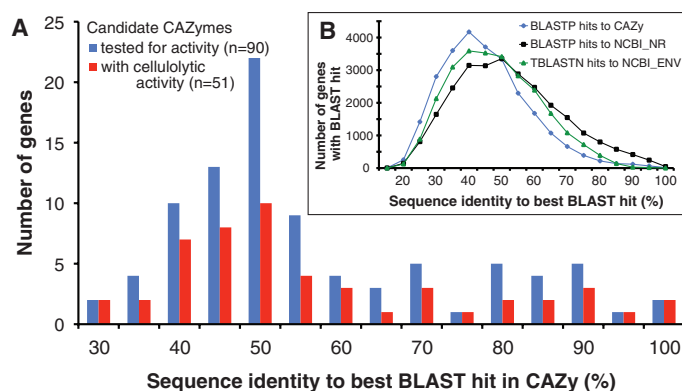 A
Candidate CAZymes
tested for activity (n=90)
with cellulolytic
activity (n=51)
Number of genes
25
20
15
10
5
0
30 40 50 60 70 80 90 100
Sequence identity to best BLAST hit in CAZy (%)
B
BLASTP hits to CAZy
BLASTP hits to NCBI_NR
TBLASTN hits to NCBI_ENV
Number of genes
with BLAST hit
4000
3000
2000
1000
0
20 30 40 50 60 70 80 90 100
Sequence identity to best BLAST hit (%)